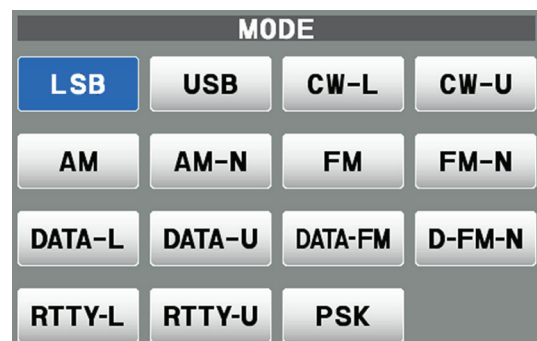 MODE
LSB USB CW-L CW-U
AM AM-N FM FM-N
DATA-L DATA-U DATA-FM D-FM-N
RTTY-L RTTY-U PSK